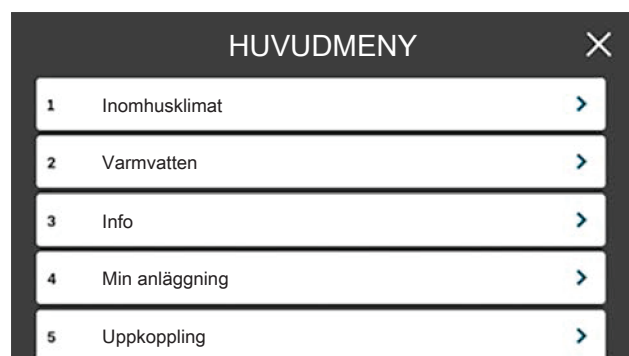 HUVUDMENY
1 Inomhusklimat
2 Varmvatten
3 Info
4 Min anläggning
5 Uppkoppling